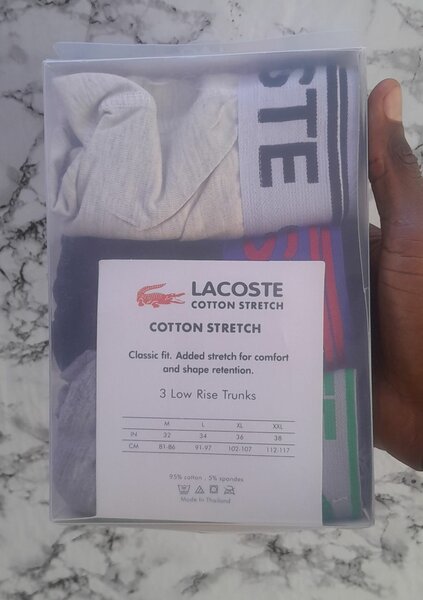 STE
LACOSTE
COTTON STRETCH
COTTON STRETCH
Classic fit. Added stretch for comfort
and shape retention.
3 Low Rise Trunks
M L XL XXL
IN 32 34 36 38
CM 81-86 91-97 102-107 112-117
95% cotton . 5% spandex
Made in Thailand